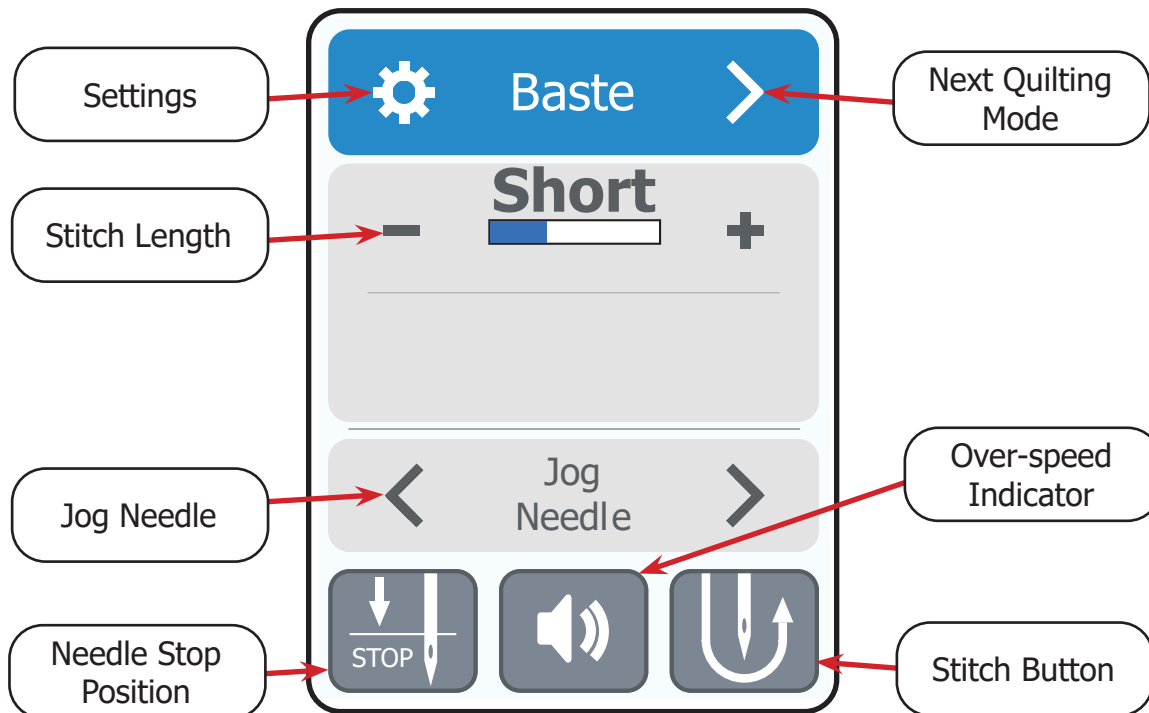 Settings
Baste
Next Quilting
Mode
Short
Stitch Length
Over-speed
Indicator
Jog Needle
Jog
Needle
STOP
Needle Stop
Position
Stitch Button